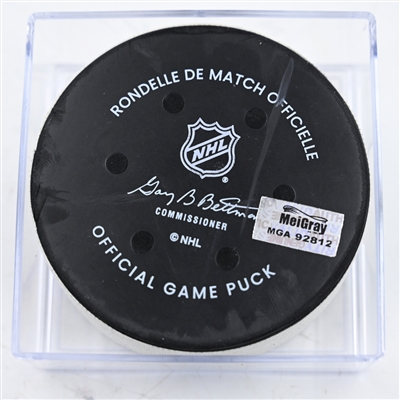 RONDELLE DE MATCH OFFICIELLE
NHL
Gary B Bettman
COMMISSIONER
© NHL
MeiGray
MGA 92812
OFFICIAL GAME PUCK